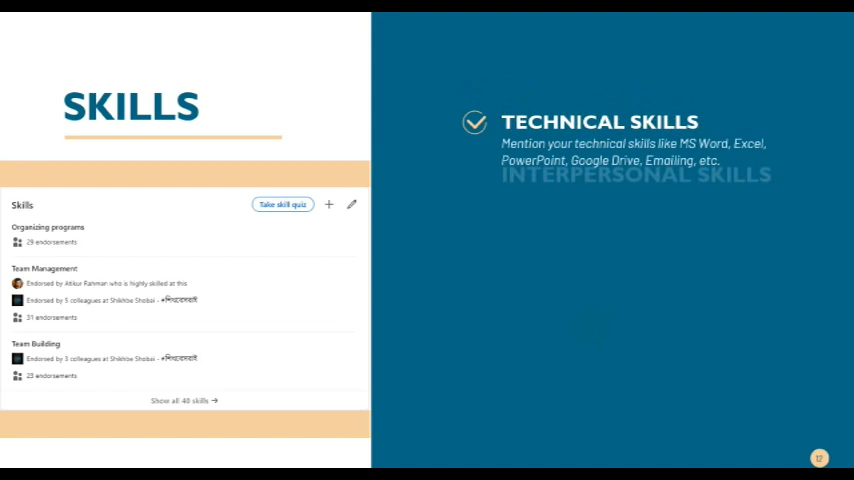 SKILLS
Skills
Take skill quiz
Organizing programs
29 endorsements
Team Management
Endorsed by Atikur Rahman who is highly skilled at this
Endorsed by 5 colleagues at Shikhbe Shobai - #শিখবেসবাই
31 endorsements
Team Building
Endorsed by 3 colleagues at Shikhbe Shobai - #শিখবেসবাই
23 endorsements
Show all 40 skills →
TECHNICAL SKILLS
Mention your technical skills like MS Word, Excel,
PowerPoint, Google Drive, Emailing, etc.
INTERPERSONAL SKILLS
12